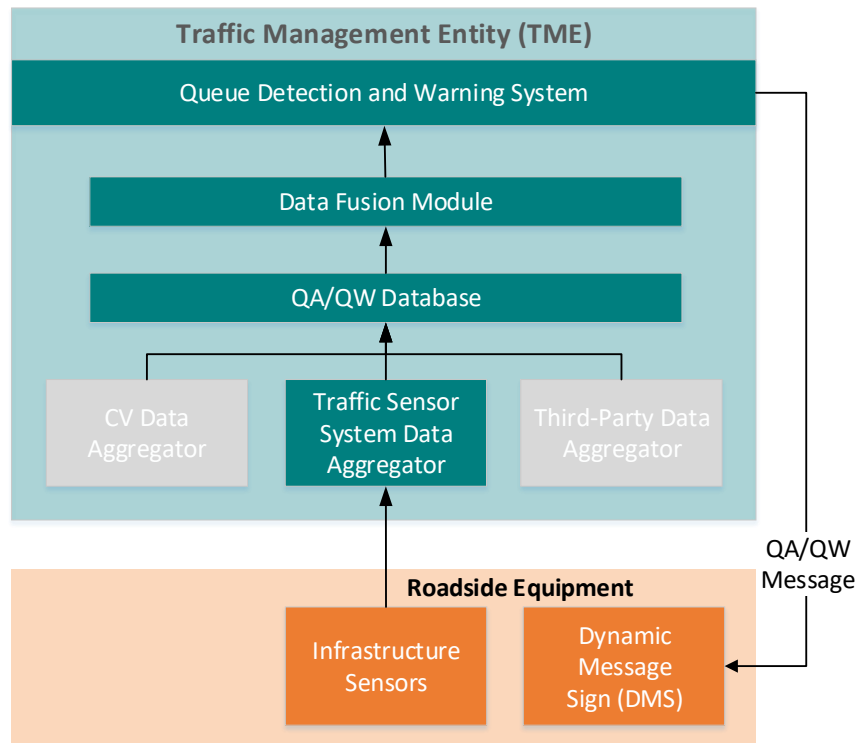 Traffic Management Entity (TME)
Queue Detection and Warning System
Data Fusion Module
QA/QW Database
CV Data
Aggregator
Traffic Sensor
System Data
Aggregator
Third-Party Data
Aggregator
QA/QW
Message
Roadside Equipment
Infrastructure
Sensors
Dynamic
Message
Sign (DMS)